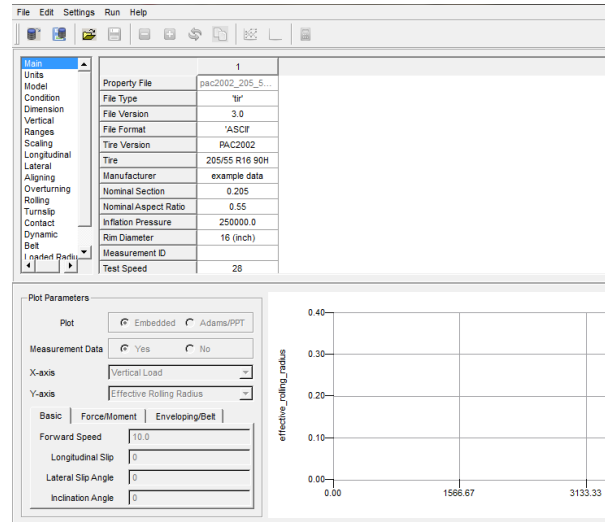 File Edit Settings Run Help
Main
Units
Model
Condition
Dimension
Vertical
Ranges
Scaling
Longitudinal
Lateral
Aligning
Overturning
Rolling
Turnslip
Contact
Dynamic
Belt
Loaded Radiu
1
Property File pac2002_205_5...
File Type 'tir'
File Version 3.0
File Format 'ASCII'
Tire Version PAC2002
Tire 205/55 R16 90H
Manufacturer example data
Nominal Section 0.205
Nominal Aspect Ratio 0.55
Inflation Pressure 250000.0
Rim Diameter 16 (inch)
Measurement ID
Test Speed 28
Plot Parameters
Plot Embedded Adams/PPT
Measurement Data Yes No
X-axis Vertical Load
Y-axis Effective Rolling Radius
Basic Force/Moment Enveloping/Belt
Forward Speed 10.0
Longitudinal Slip 0
Lateral Slip Angle 0
Inclination Angle 0
effective_rolling_radius
0.40
0.30
0.20
0.10
0.00
0.00 1566.67 3133.33